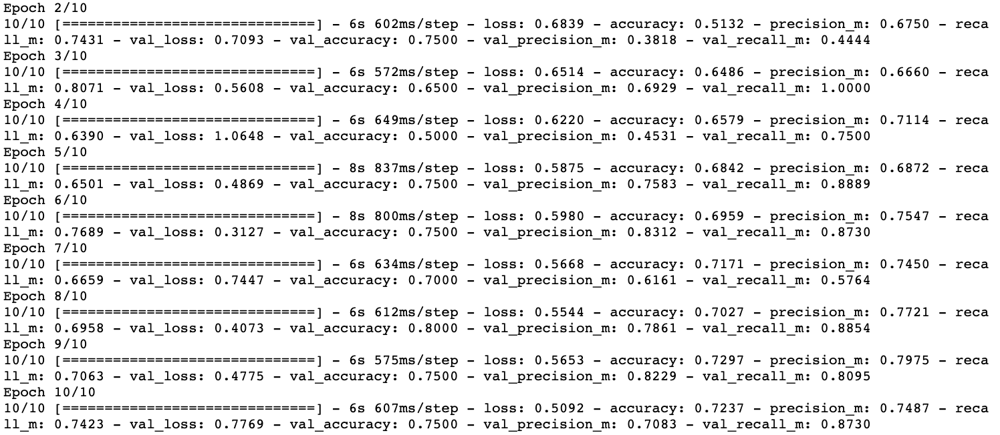 Epoch 2/10
10/10 [==============================] - 6s 602ms/step - loss: 0.6839 - accuracy: 0.5132 - precision_m: 0.6750 - reca
ll_m: 0.7431 - val_loss: 0.7093 - val_accuracy: 0.7500 - val_precision_m: 0.3818 - val_recall_m: 0.4444
Epoch 3/10
10/10 [==============================] - 6s 572ms/step - loss: 0.6514 - accuracy: 0.6486 - precision_m: 0.6660 - reca
ll_m: 0.8071 - val_loss: 0.5608 - val_accuracy: 0.6500 - val_precision_m: 0.6929 - val_recall_m: 1.0000
Epoch 4/10
10/10 [==============================] - 6s 649ms/step - loss: 0.6220 - accuracy: 0.6579 - precision_m: 0.7114 - reca
ll_m: 0.6390 - val_loss: 1.0648 - val_accuracy: 0.5000 - val_precision_m: 0.4531 - val_recall_m: 0.7500
Epoch 5/10
10/10 [==============================] - 8s 837ms/step - loss: 0.5875 - accuracy: 0.6842 - precision_m: 0.6872 - reca
ll_m: 0.6501 - val_loss: 0.4869 - val_accuracy: 0.7500 - val_precision_m: 0.7583 - val_recall_m: 0.8889
Epoch 6/10
10/10 [==============================] - 8s 800ms/step - loss: 0.5980 - accuracy: 0.6959 - precision_m: 0.7547 - reca
ll_m: 0.7689 - val_loss: 0.3127 - val_accuracy: 0.7500 - val_precision_m: 0.8312 - val_recall_m: 0.8730
Epoch 7/10
10/10 [==============================] - 6s 634ms/step - loss: 0.5668 - accuracy: 0.7171 - precision_m: 0.7450 - reca
ll_m: 0.6659 - val_loss: 0.7447 - val_accuracy: 0.7000 - val_precision_m: 0.6161 - val_recall_m: 0.5764
Epoch 8/10
10/10 [==============================] - 6s 612ms/step - loss: 0.5544 - accuracy: 0.7027 - precision_m: 0.7721 - reca
ll_m: 0.6958 - val_loss: 0.4073 - val_accuracy: 0.8000 - val_precision_m: 0.7861 - val_recall_m: 0.8854
Epoch 9/10
10/10 [==============================] - 6s 575ms/step - loss: 0.5653 - accuracy: 0.7297 - precision_m: 0.7975 - reca
ll_m: 0.7063 - val_loss: 0.4775 - val_accuracy: 0.7500 - val_precision_m: 0.8229 - val_recall_m: 0.8095
Epoch 10/10
10/10 [==============================] - 6s 607ms/step - loss: 0.5092 - accuracy: 0.7237 - precision_m: 0.7487 - reca
ll_m: 0.7423 - val_loss: 0.7769 - val_accuracy: 0.7500 - val_precision_m: 0.7083 - val_recall_m: 0.8730